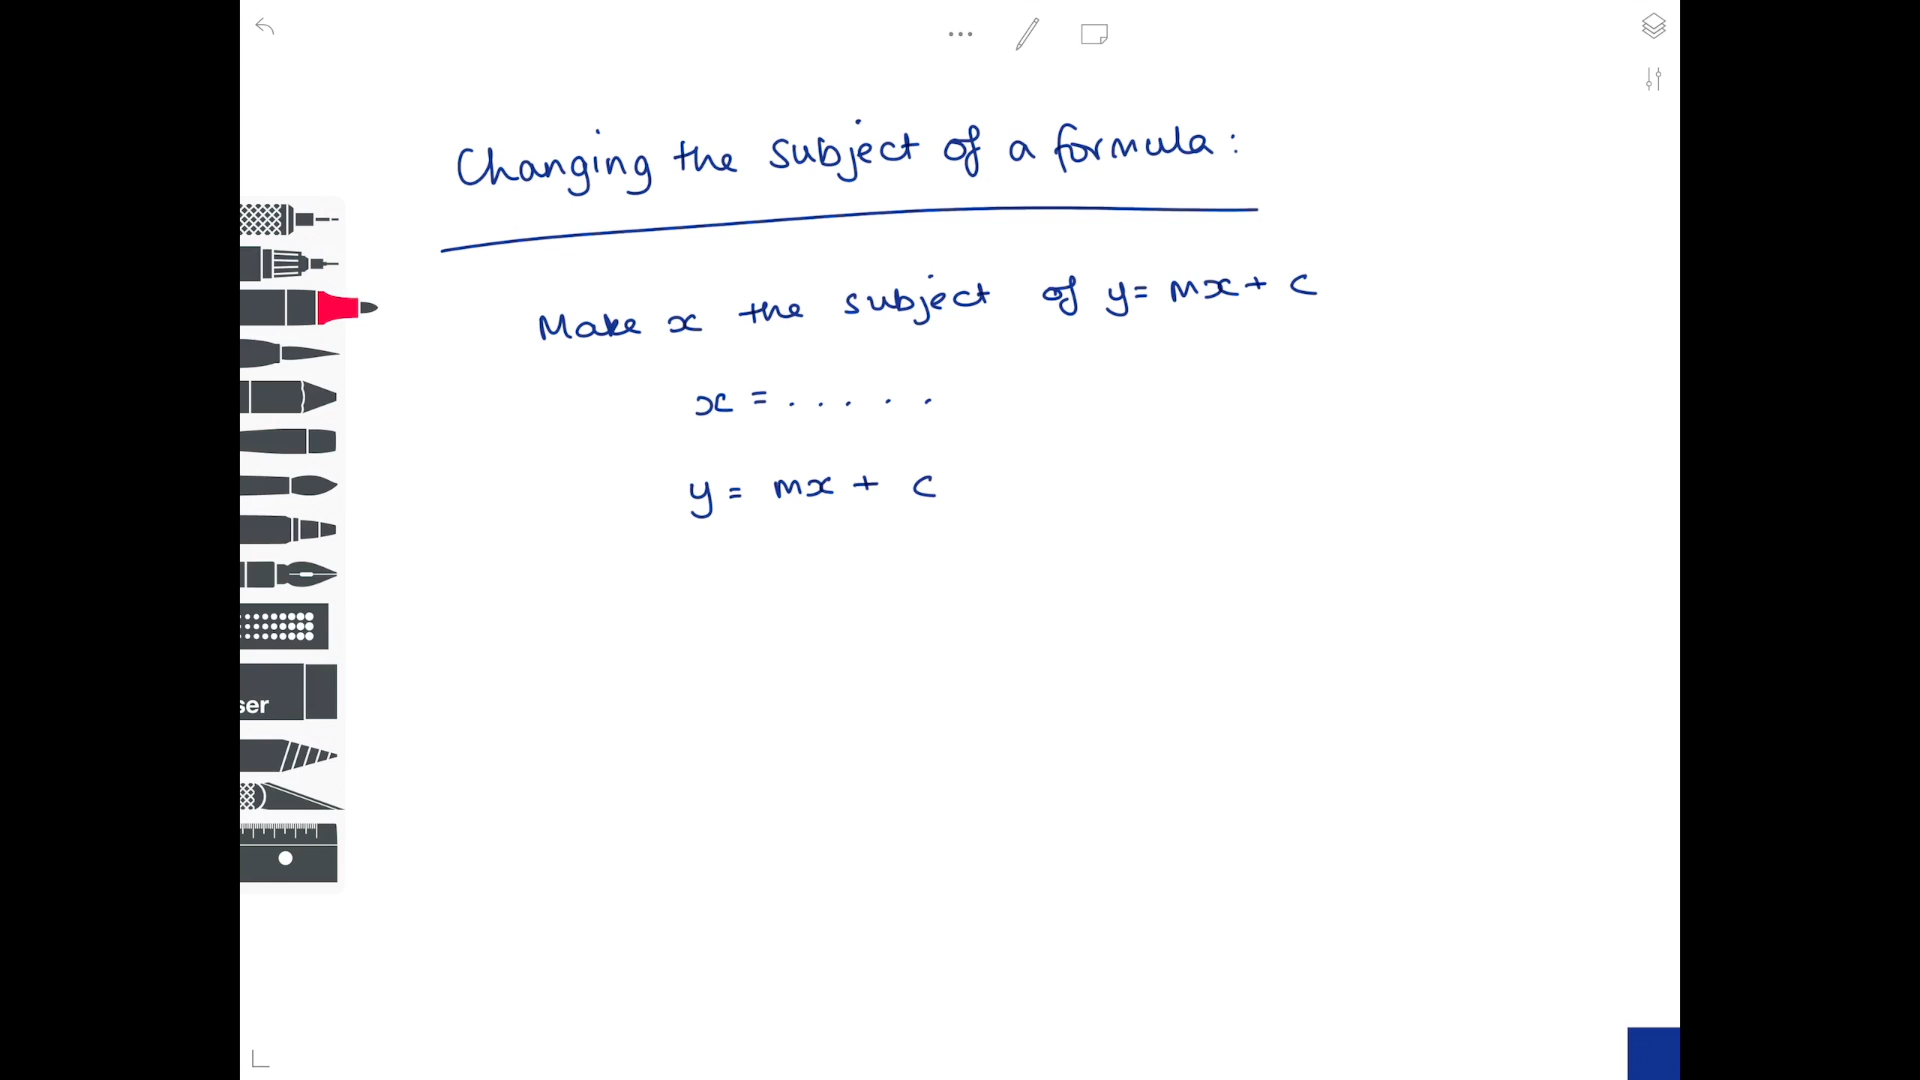 Changing the subject of a formula:
Make x the subject of y = mx + c
x = . . . . .
y = mx + c
ser